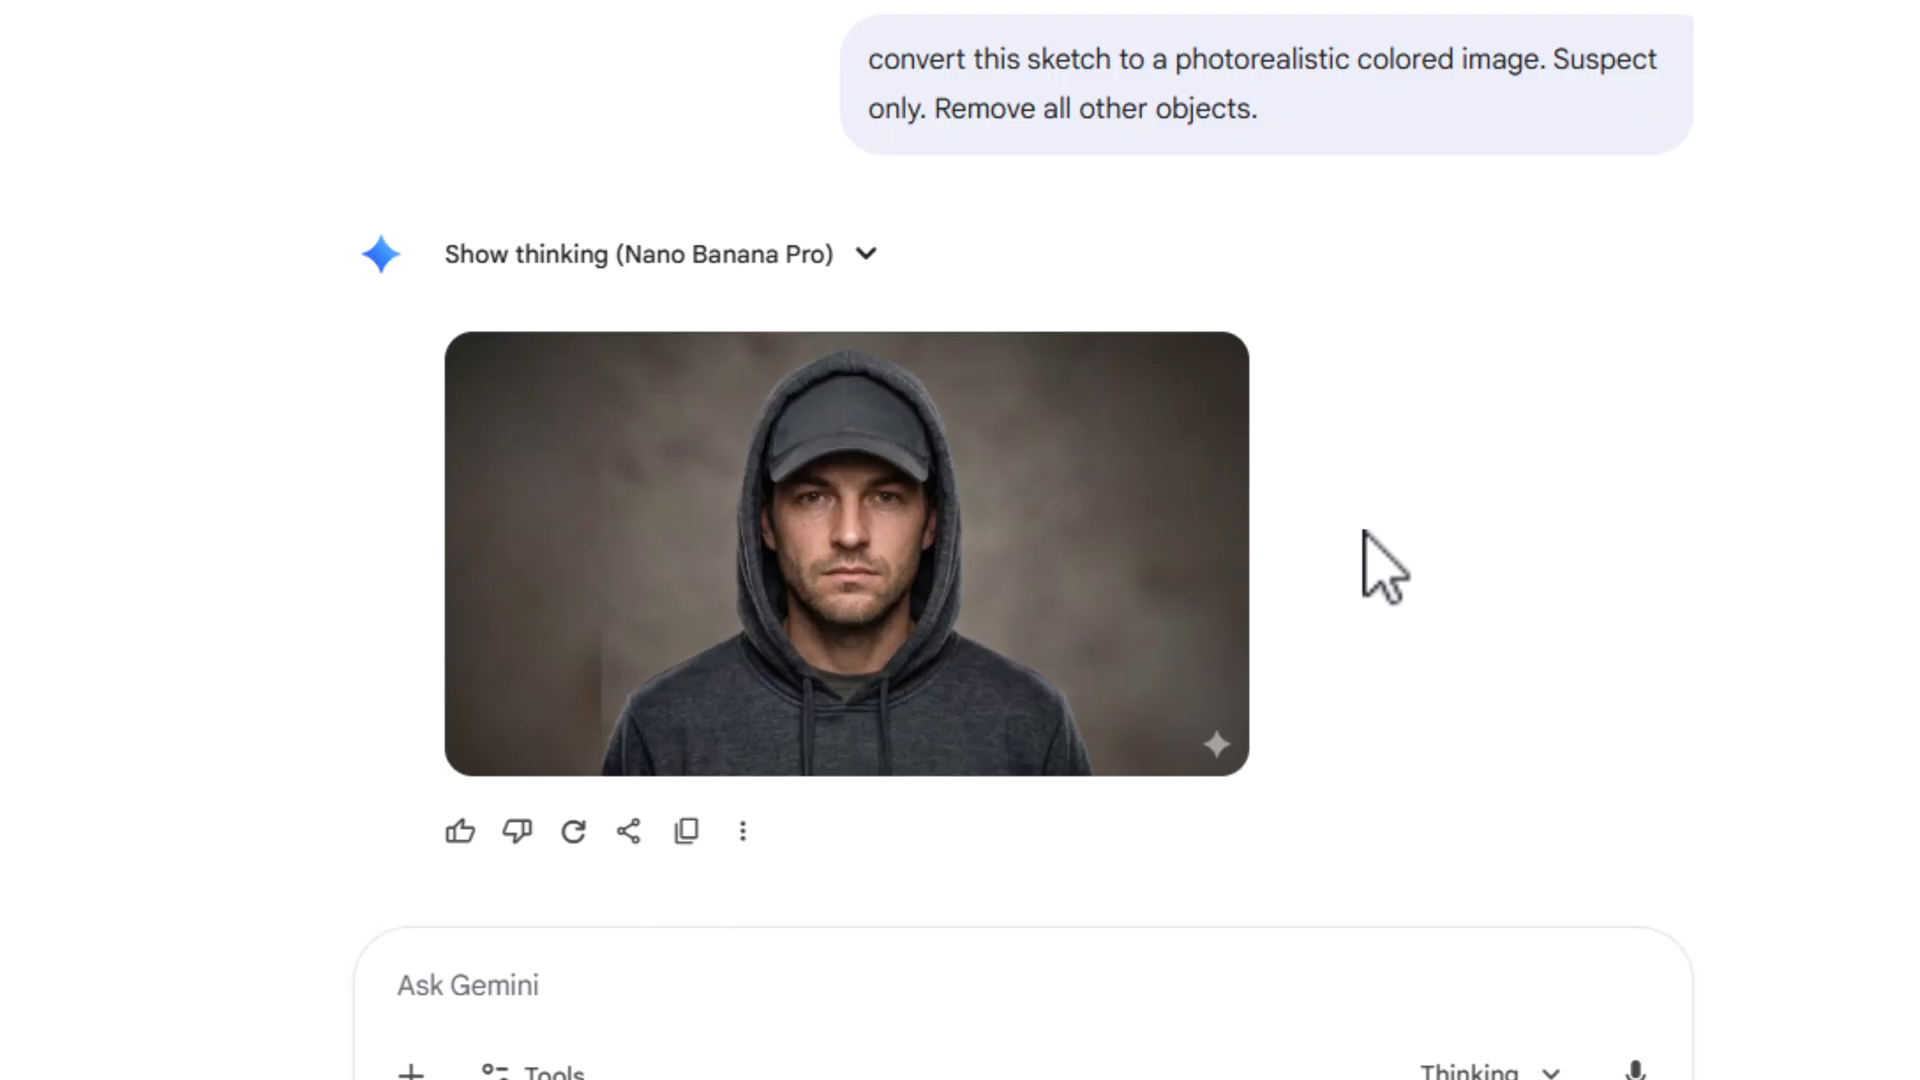 convert this sketch to a photorealistic colored image. Suspect
only. Remove all other objects.
Show thinking (Nano Banana Pro)
Ask Gemini
Tools
Thinking